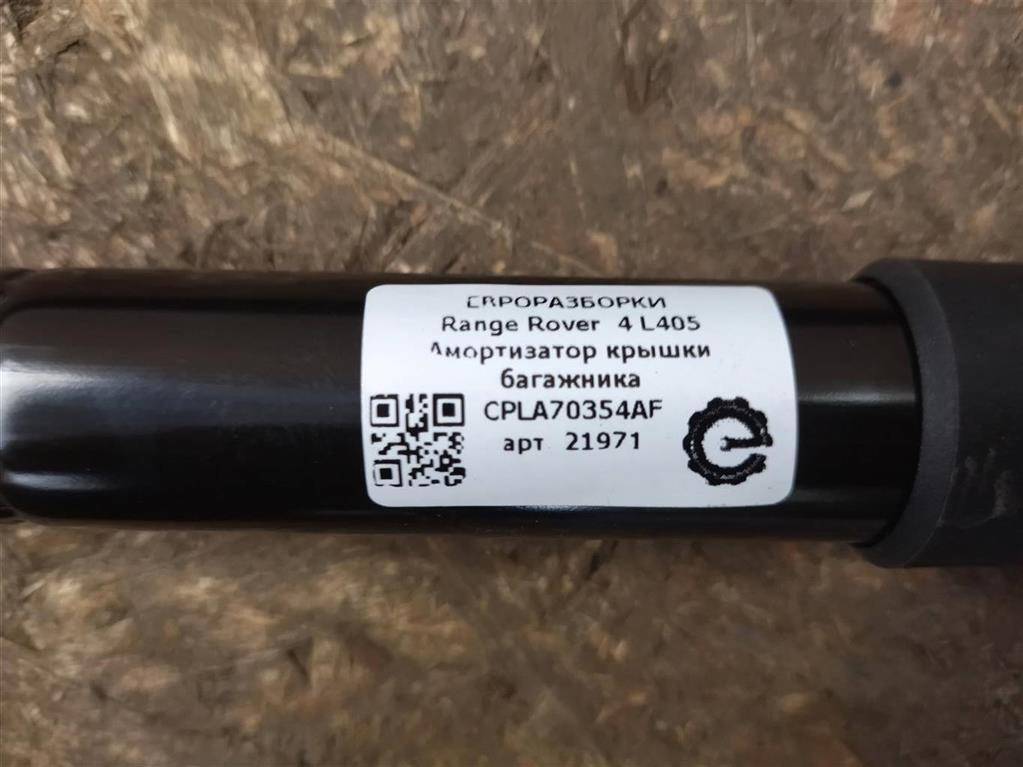 ЕВРОРАЗБОРКИ
Range Rover 4 L405
Амортизатор крышки
багажника
CPLA70354AF
арт. 21971